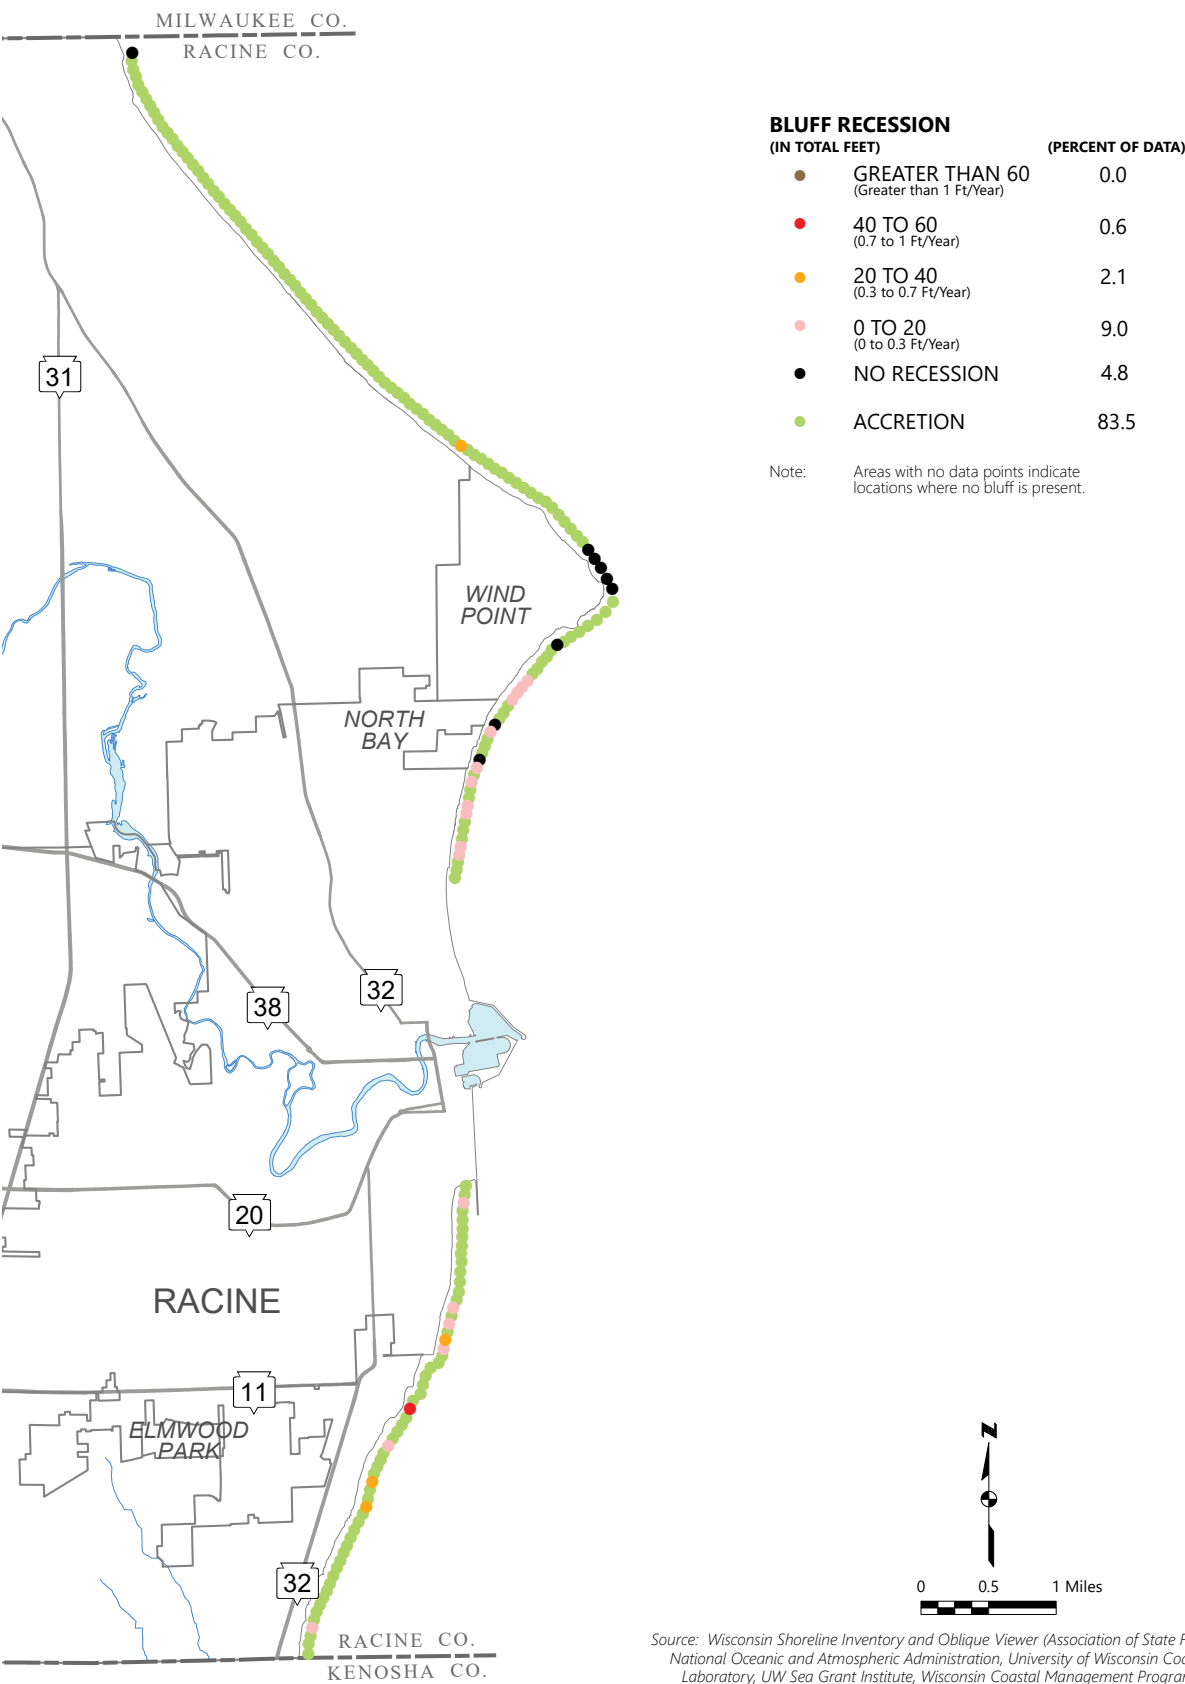 MILWAUKEE CO.
RACINE CO.
BLUFF RECESSION
(IN TOTAL FEET) (PERCENT OF DATA)
GREATER THAN 60 0.0
(Greater than 1 Ft/Year)
40 TO 60 0.6
(0.7 to 1 Ft/Year)
20 TO 40 2.1
(0.3 to 0.7 Ft/Year)
0 TO 20 9.0
(0 to 0.3 Ft/Year)
NO RECESSION 4.8
ACCRETION 83.5
Note: Areas with no data points indicate
locations where no bluff is present.
31
WIND
POINT
NORTH
BAY
32
38
20
RACINE
11
ELMWOOD
PARK
32
N
0 0.5 1 Miles
RACINE CO.
KENOSHA CO.
Source: Wisconsin Shoreline Inventory and Oblique Viewer (Association of State F
National Oceanic and Atmospheric Administration, University of Wisconsin Coa
Laboratory, UW Sea Grant Institute, Wisconsin Coastal Management Program